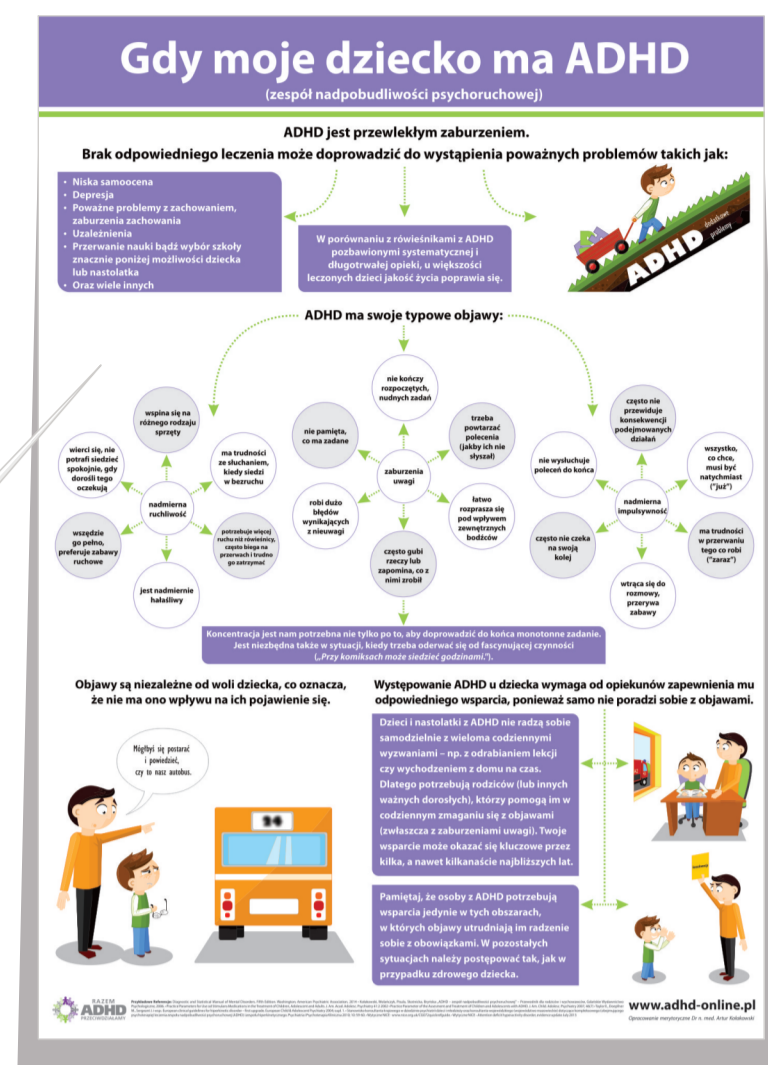 Gdy moje dziecko ma ADHD
(zespół nadpobudliwości psychoruchowej)
ADHD jest przewlekłym zaburzeniem.
Brak odpowiedniego leczenia może doprowadzić do wystąpienia poważnych problemów takich jak:
• Niska samoocena
• Depresja
• Poważne problemy z zachowaniem,
zaburzenia zachowania
• Uzależnienia
• Przerwanie nauki bądź wybór szkoły
znacznie poniżej możliwości dziecka
lub nastolatka
• Oraz wiele innych
W porównaniu z rówieśnikami z ADHD
pozbawionymi systematycznej i
długotrwałej opieki, u większości
leczonych dzieci jakość życia poprawia się.
dodatkowe
problemy
ADHD
ADHD ma swoje typowe objawy:
wspina się na
różnego rodzaju
sprzęty
wierci się, nie
potrafi siedzieć
spokojnie, gdy
dorośli tego
oczekują
ma trudności
ze słuchaniem,
kiedy siedzi
w bezruchu
nadmierna
ruchliwość
wszędzie
go pełno,
preferuje zabawy
ruchowe
potrzebuje więcej
ruchu niż rówieśnicy,
często biega na
przerwach i trudno
go zatrzymać
jest nadmiernie
hałaśliwy
nie kończy
rozpoczętych,
nudnych zadań
nie pamięta,
co ma zadane
trzeba
powtarzać
polecenia
(jakby ich nie
słyszał)
zaburzenia
uwagi
robi dużo
błędów
wynikających
z nieuwagi
łatwo
rozprasza się
pod wpływem
zewnętrznych
bodźców
często gubi
rzeczy lub
zapomina, co z
nimi zrobił
często nie
przewiduje
konsekwencji
podejmowanych
działań
nie wysłuchuje
poleceń do końca
wszystko,
co chce,
musi być
natychmiast
("już")
nadmierna
impulsywność
często nie czeka
na swoją
kolej
ma trudności
w przerwaniu
tego co robi
("zaraz")
wtrąca się do
rozmowy,
przerywa
zabawy
Koncentracja jest nam potrzebna nie tylko po to, aby doprowadzić do końca monotonne zadanie.
Jest niezbędna także w sytuacji, kiedy trzeba oderwać się od fascynującej czynności
(„Przy komiksach może siedzieć godzinami.”).
Objawy są niezależne od woli dziecka, co oznacza,
że nie ma ono wpływu na ich pojawienie się.
Mógłbyś się postarać
i powiedzieć,
czy to nasz autobus.
Występowanie ADHD u dziecka wymaga od opiekunów zapewnienia mu
odpowiedniego wsparcia, ponieważ samo nie poradzi sobie z objawami.
Dzieci i nastolatki z ADHD nie radzą sobie
samodzielnie z wieloma codziennymi
wyzwaniami – np. z odrabianiem lekcji
czy wychodzeniem z domu na czas.
Dlatego potrzebują rodziców (lub innych
ważnych dorosłych), którzy pomogą im w
codziennym zmaganiu się z objawami
(zwłaszcza z zaburzeniami uwagi). Twoje
wsparcie może okazać się kluczowe przez
kilka, a nawet kilkanaście najbliższych lat.
Pamiętaj, że osoby z ADHD potrzebują
wsparcia jedynie w tych obszarach,
w których objawy utrudniają im radzenie
sobie z obowiązkami. W pozostałych
sytuacjach należy postępować tak, jak w
przypadku zdrowego dziecka.
RAZEM
ADHD
PRZECIWDZIAŁAMY
www.adhd-online.pl
Opracowanie merytoryczne Dr n. med. Artur Kołakowski